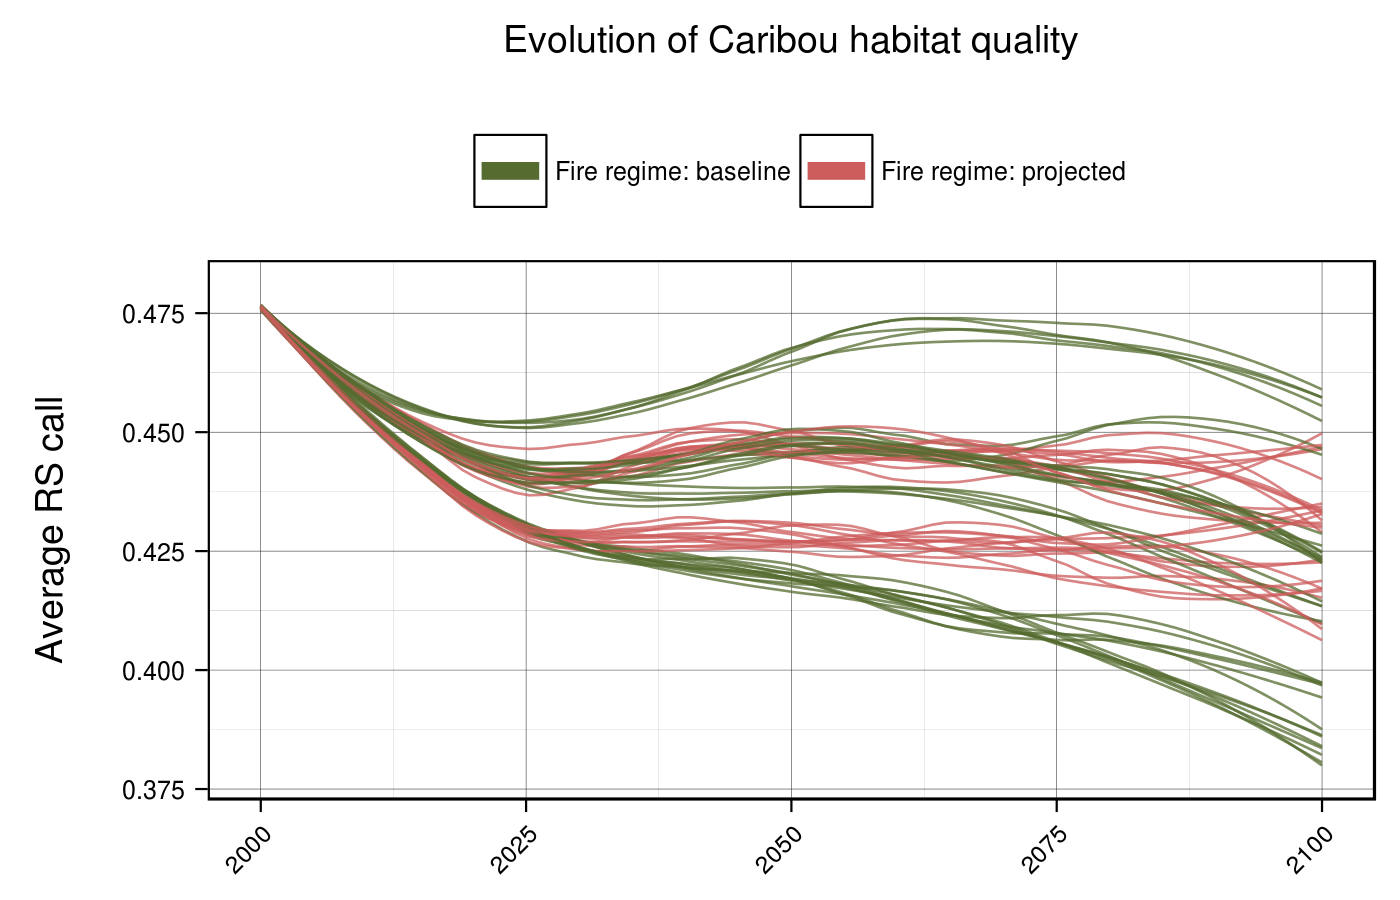 Evolution of Caribou habitat quality
Fire regime: baseline Fire regime: projected
Average RS call
0.475
0.450
0.425
0.400
0.375
2000 2025 2050 2075 2100